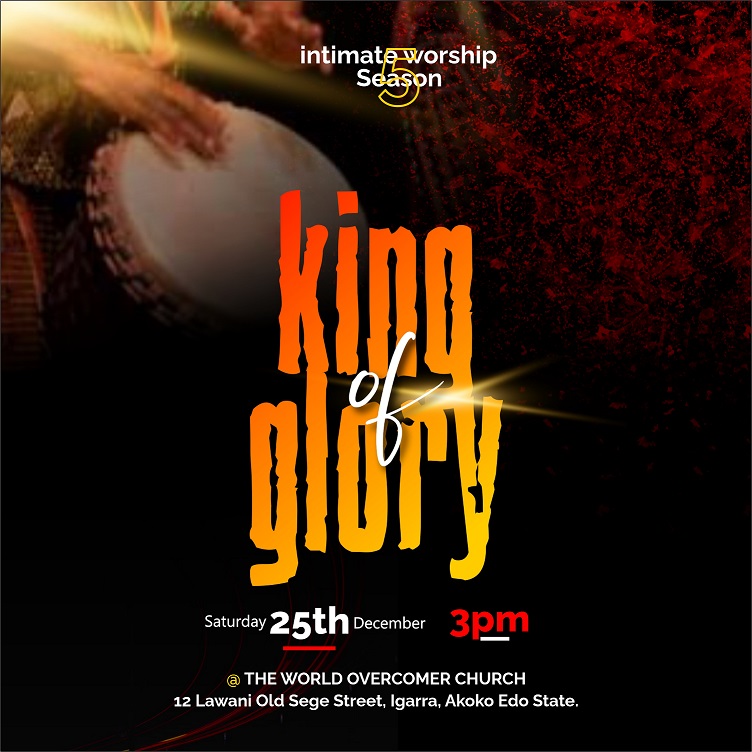 intimate worship
Season
5
king
of
glory
Saturday 25th December 3pm
@ THE WORLD OVERCOMER CHURCH
12 Lawani Old Sege Street, Igarra, Akoko Edo State.